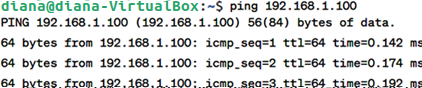 diana@diana-VirtualBox:~$ ping 192.168.1.100
PING 192.168.1.100 (192.168.1.100) 56(84) bytes of data.
64 bytes from 192.168.1.100: icmp_seq=1 ttl=64 time=0.142 ms
64 bytes from 192.168.1.100: icmp_seq=2 ttl=64 time=0.174 ms
64 bytes from 192.168.1.100: icmp_seq=3 ttl=64 time=0.192 ms